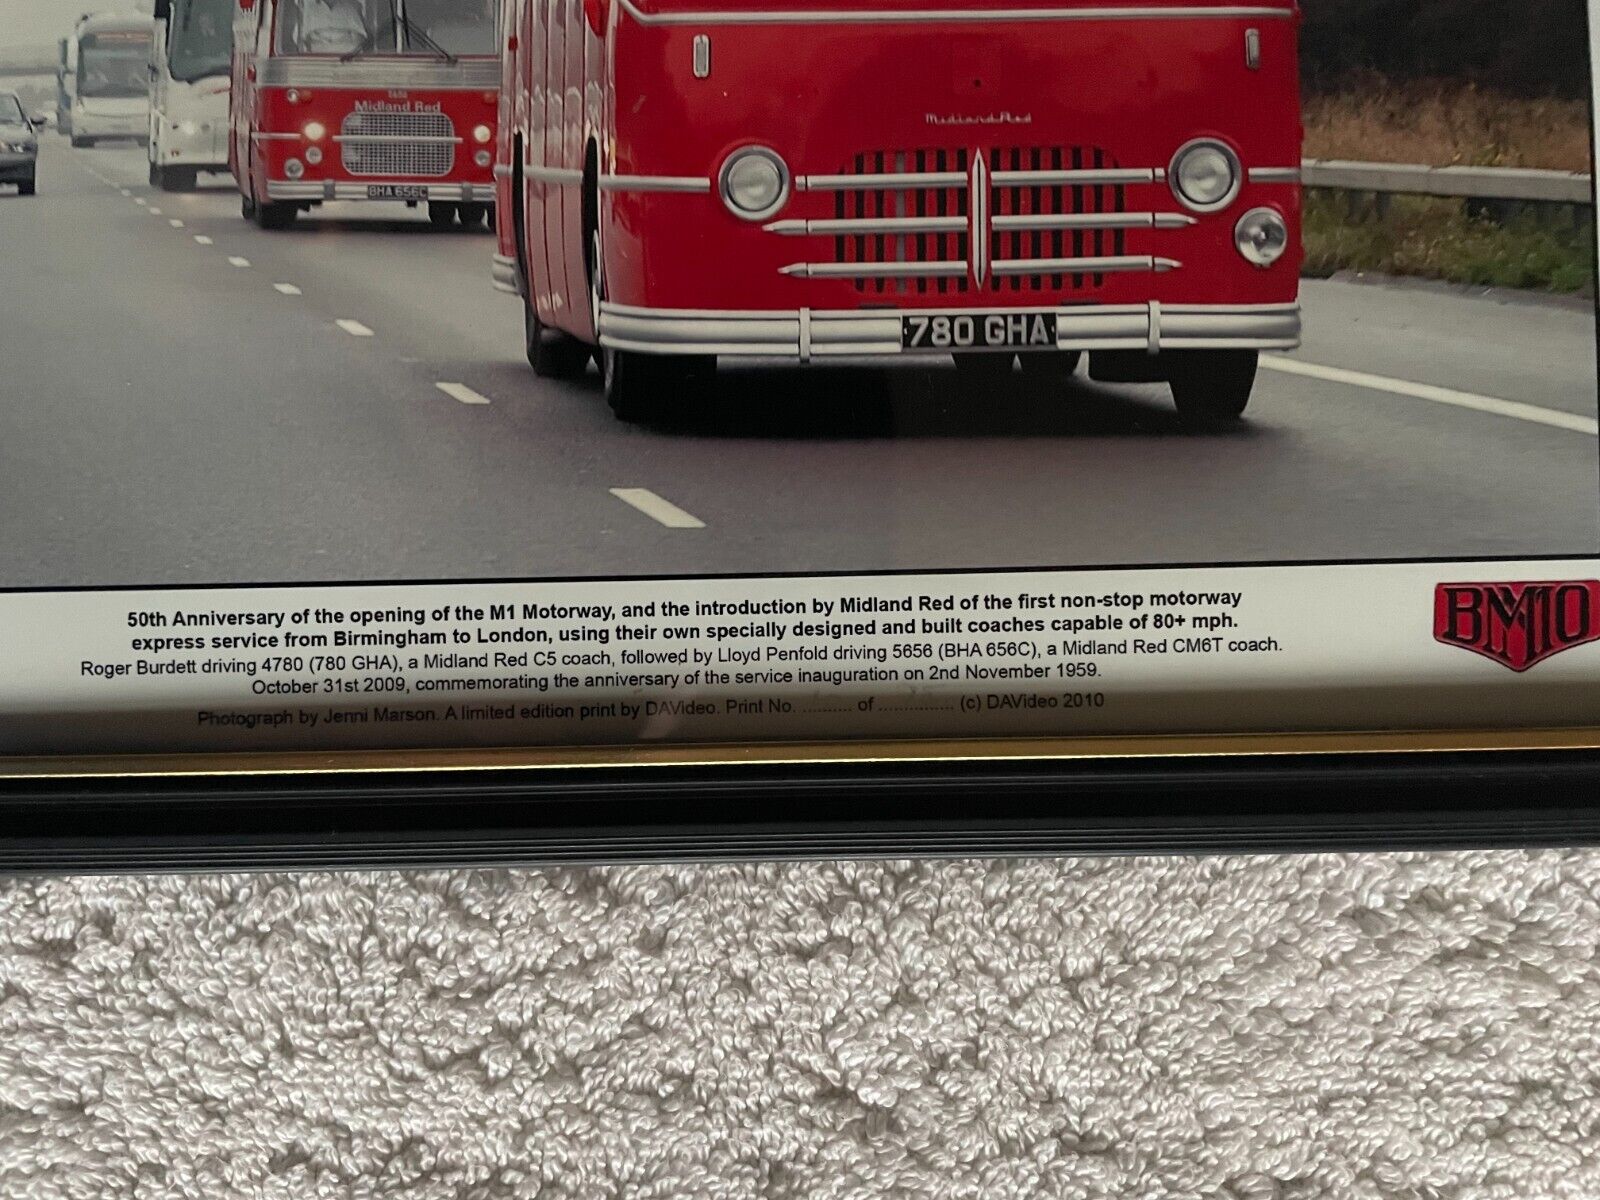 5656
Midland Red
BHA 656C
Midland Red
780 GHA
50th Anniversary of the opening of the M1 Motorway, and the introduction by Midland Red of the first non-stop motorway
express service from Birmingham to London, using their own specially designed and built coaches capable of 80+ mph.
Roger Burdett driving 4780 (780 GHA), a Midland Red C5 coach, followed by Lloyd Penfold driving 5656 (BHA 656C), a Midland Red CM6T coach.
October 31st 2009, commemorating the anniversary of the service inauguration on 2nd November 1959.
Photograph by Jenni Marson. A limited edition print by DAVideo. Print No. .......... of ............... (c) DAVideo 2010
BMMO